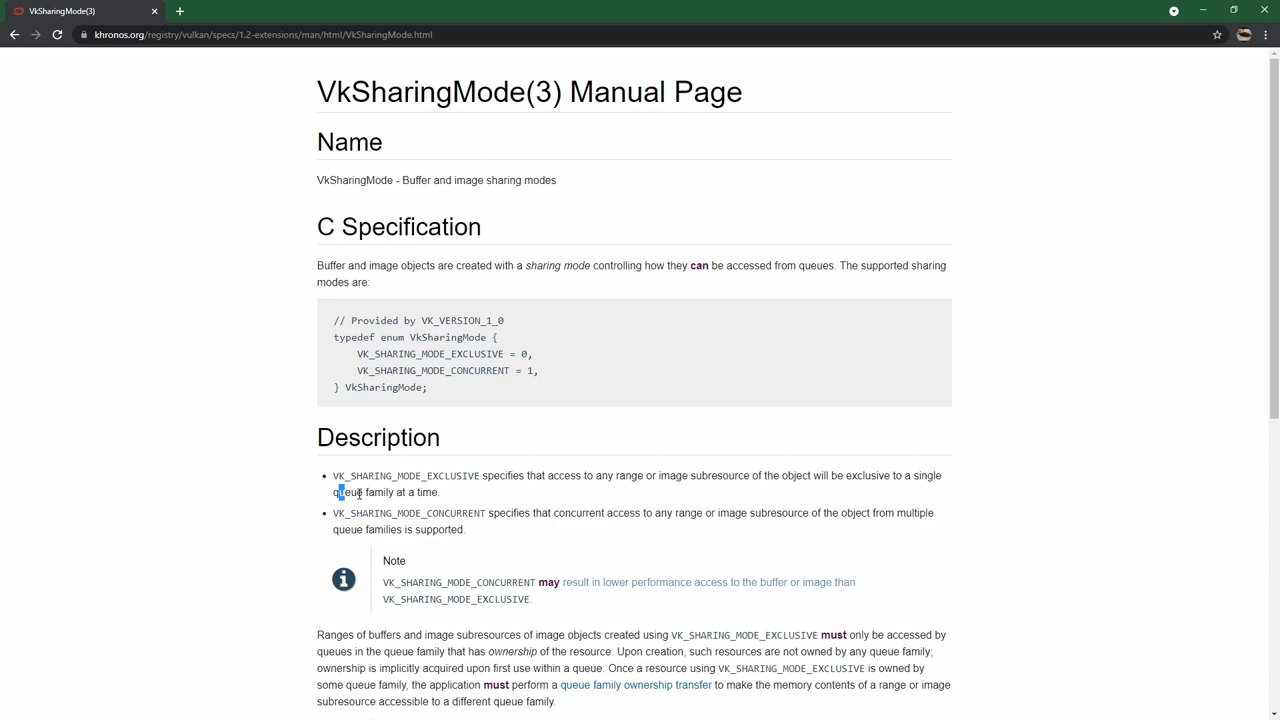 VkSharingMode(3)
khronos.org/registry/vulkan/specs/1.2-extensions/man/html/VkSharingMode.html
VkSharingMode(3) Manual Page
Name
VkSharingMode - Buffer and image sharing modes
C Specification
Buffer and image objects are created with a sharing mode controlling how they can be accessed from queues. The supported sharing
modes are:
// Provided by VK_VERSION_1_0
typedef enum VkSharingMode {
    VK_SHARING_MODE_EXCLUSIVE = 0,
    VK_SHARING_MODE_CONCURRENT = 1,
} VkSharingMode;
Description
• VK_SHARING_MODE_EXCLUSIVE specifies that access to any range or image subresource of the object will be exclusive to a single
queue family at a time.
• VK_SHARING_MODE_CONCURRENT specifies that concurrent access to any range or image subresource of the object from multiple
queue families is supported.
Note
VK_SHARING_MODE_CONCURRENT may result in lower performance access to the buffer or image than
VK_SHARING_MODE_EXCLUSIVE.
Ranges of buffers and image subresources of image objects created using VK_SHARING_MODE_EXCLUSIVE must only be accessed by
queues in the queue family that has ownership of the resource. Upon creation, such resources are not owned by any queue family;
ownership is implicitly acquired upon first use within a queue. Once a resource using VK_SHARING_MODE_EXCLUSIVE is owned by
some queue family, the application must perform a queue family ownership transfer to make the memory contents of a range or image
subresource accessible to a different queue family.